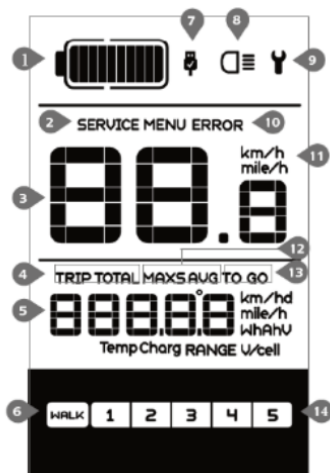 7 8
1 9
2 SERVICE MENU ERROR 10
km/h
mile/h 11
3 88.8
12
4 TRIP TOTAL MAXS AVG TO GO 13
5 88888°8 km/hd
mile/h
WhAhV
Temp Charg RANGE V/cell
6 WALK 1 2 3 4 5 14